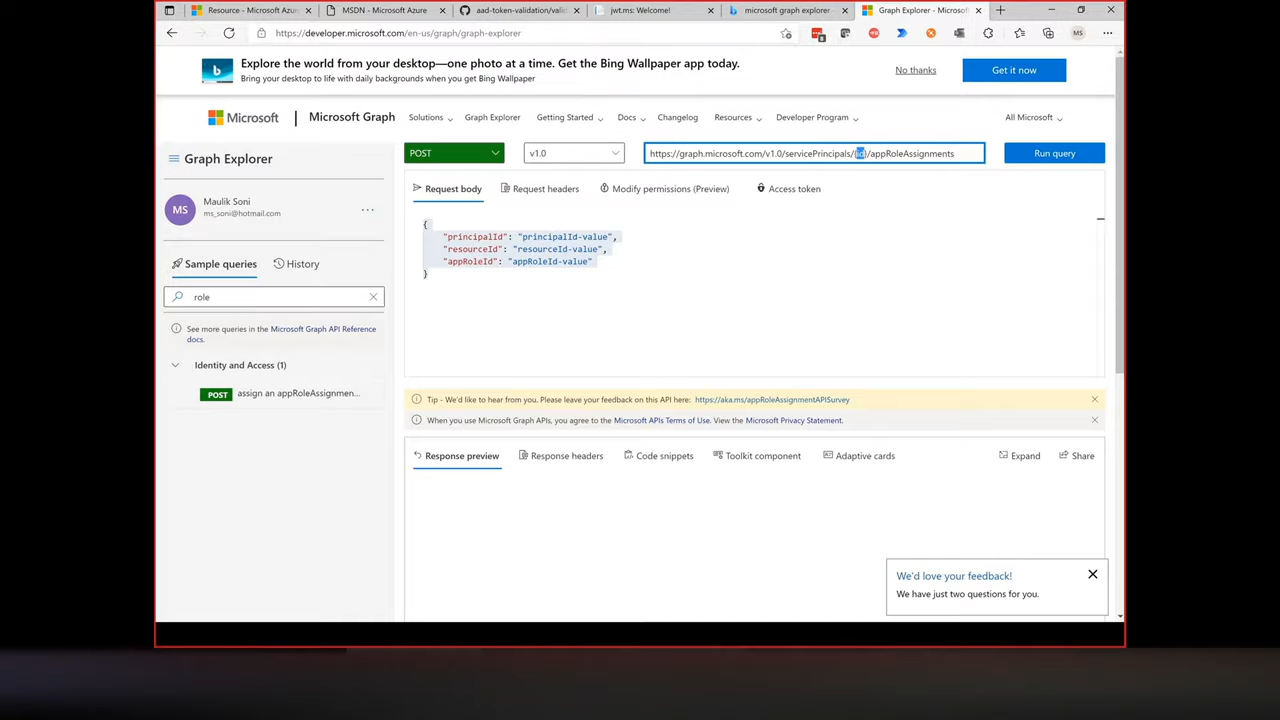 Resource - Microsoft Azur
MSDN - Microsoft Azure
aad-token-validation/valid
jwt.ms: Welcome!
microsoft graph explorer -
Graph Explorer - Microsof
https://developer.microsoft.com/en-us/graph/graph-explorer
MS
Explore the world from your desktop—one photo at a time. Get the Bing Wallpaper app today.
Bring your desktop to life with daily backgrounds when you get Bing Wallpaper
No thanks
Get it now
Microsoft
Microsoft Graph
Solutions
Graph Explorer
Getting Started
Docs
Changelog
Resources
Developer Program
All Microsoft
Graph Explorer
POST
v1.0
https://graph.microsoft.com/v1.0/servicePrincipals/{id}/appRoleAssignments
Run query
MS
Maulik Soni
ms_soni@hotmail.com
Request body
Request headers
Modify permissions (Preview)
Access token
{
"principalId": "principalId-value",
"resourceId": "resourceId-value",
"appRoleId": "appRoleId-value"
}
Sample queries
History
role
See more queries in the Microsoft Graph API Reference
docs.
Identity and Access (1)
POST
assign an appRoleAssignmen...
Tip - We'd like to hear from you. Please leave your feedback on this API here: https://aka.ms/appRoleAssignmentAPISurvey
When you use Microsoft Graph APIs, you agree to the Microsoft APIs Terms of Use. View the Microsoft Privacy Statement.
Response preview
Response headers
Code snippets
Toolkit component
Adaptive cards
Expand
Share
We'd love your feedback!
We have just two questions for you.